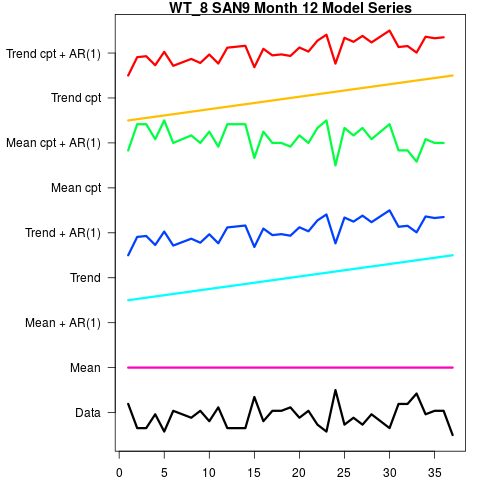 WT_8 SAN9 Month 12 Model Series
Trend cpt + AR(1)
Trend cpt
Mean cpt + AR(1)
Mean cpt
Trend + AR(1)
Trend
Mean + AR(1)
Mean
Data
0 5 10 15 20 25 30 35